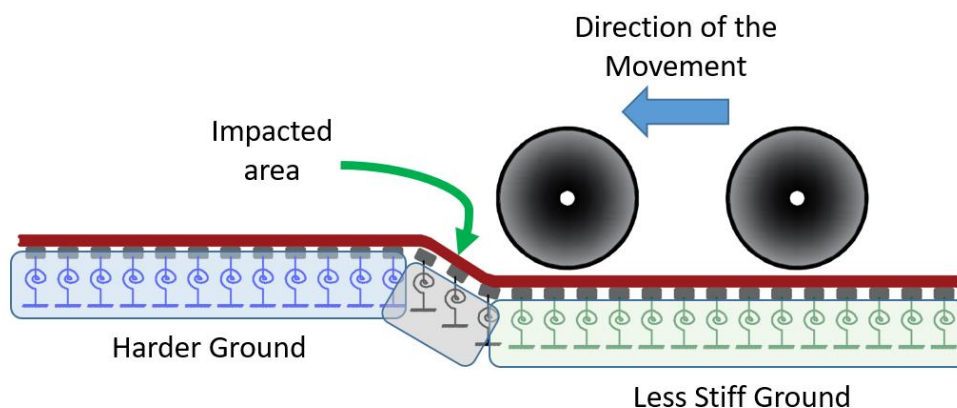 Direction of the
Movement
Impacted
area
Harder Ground
Less Stiff Ground